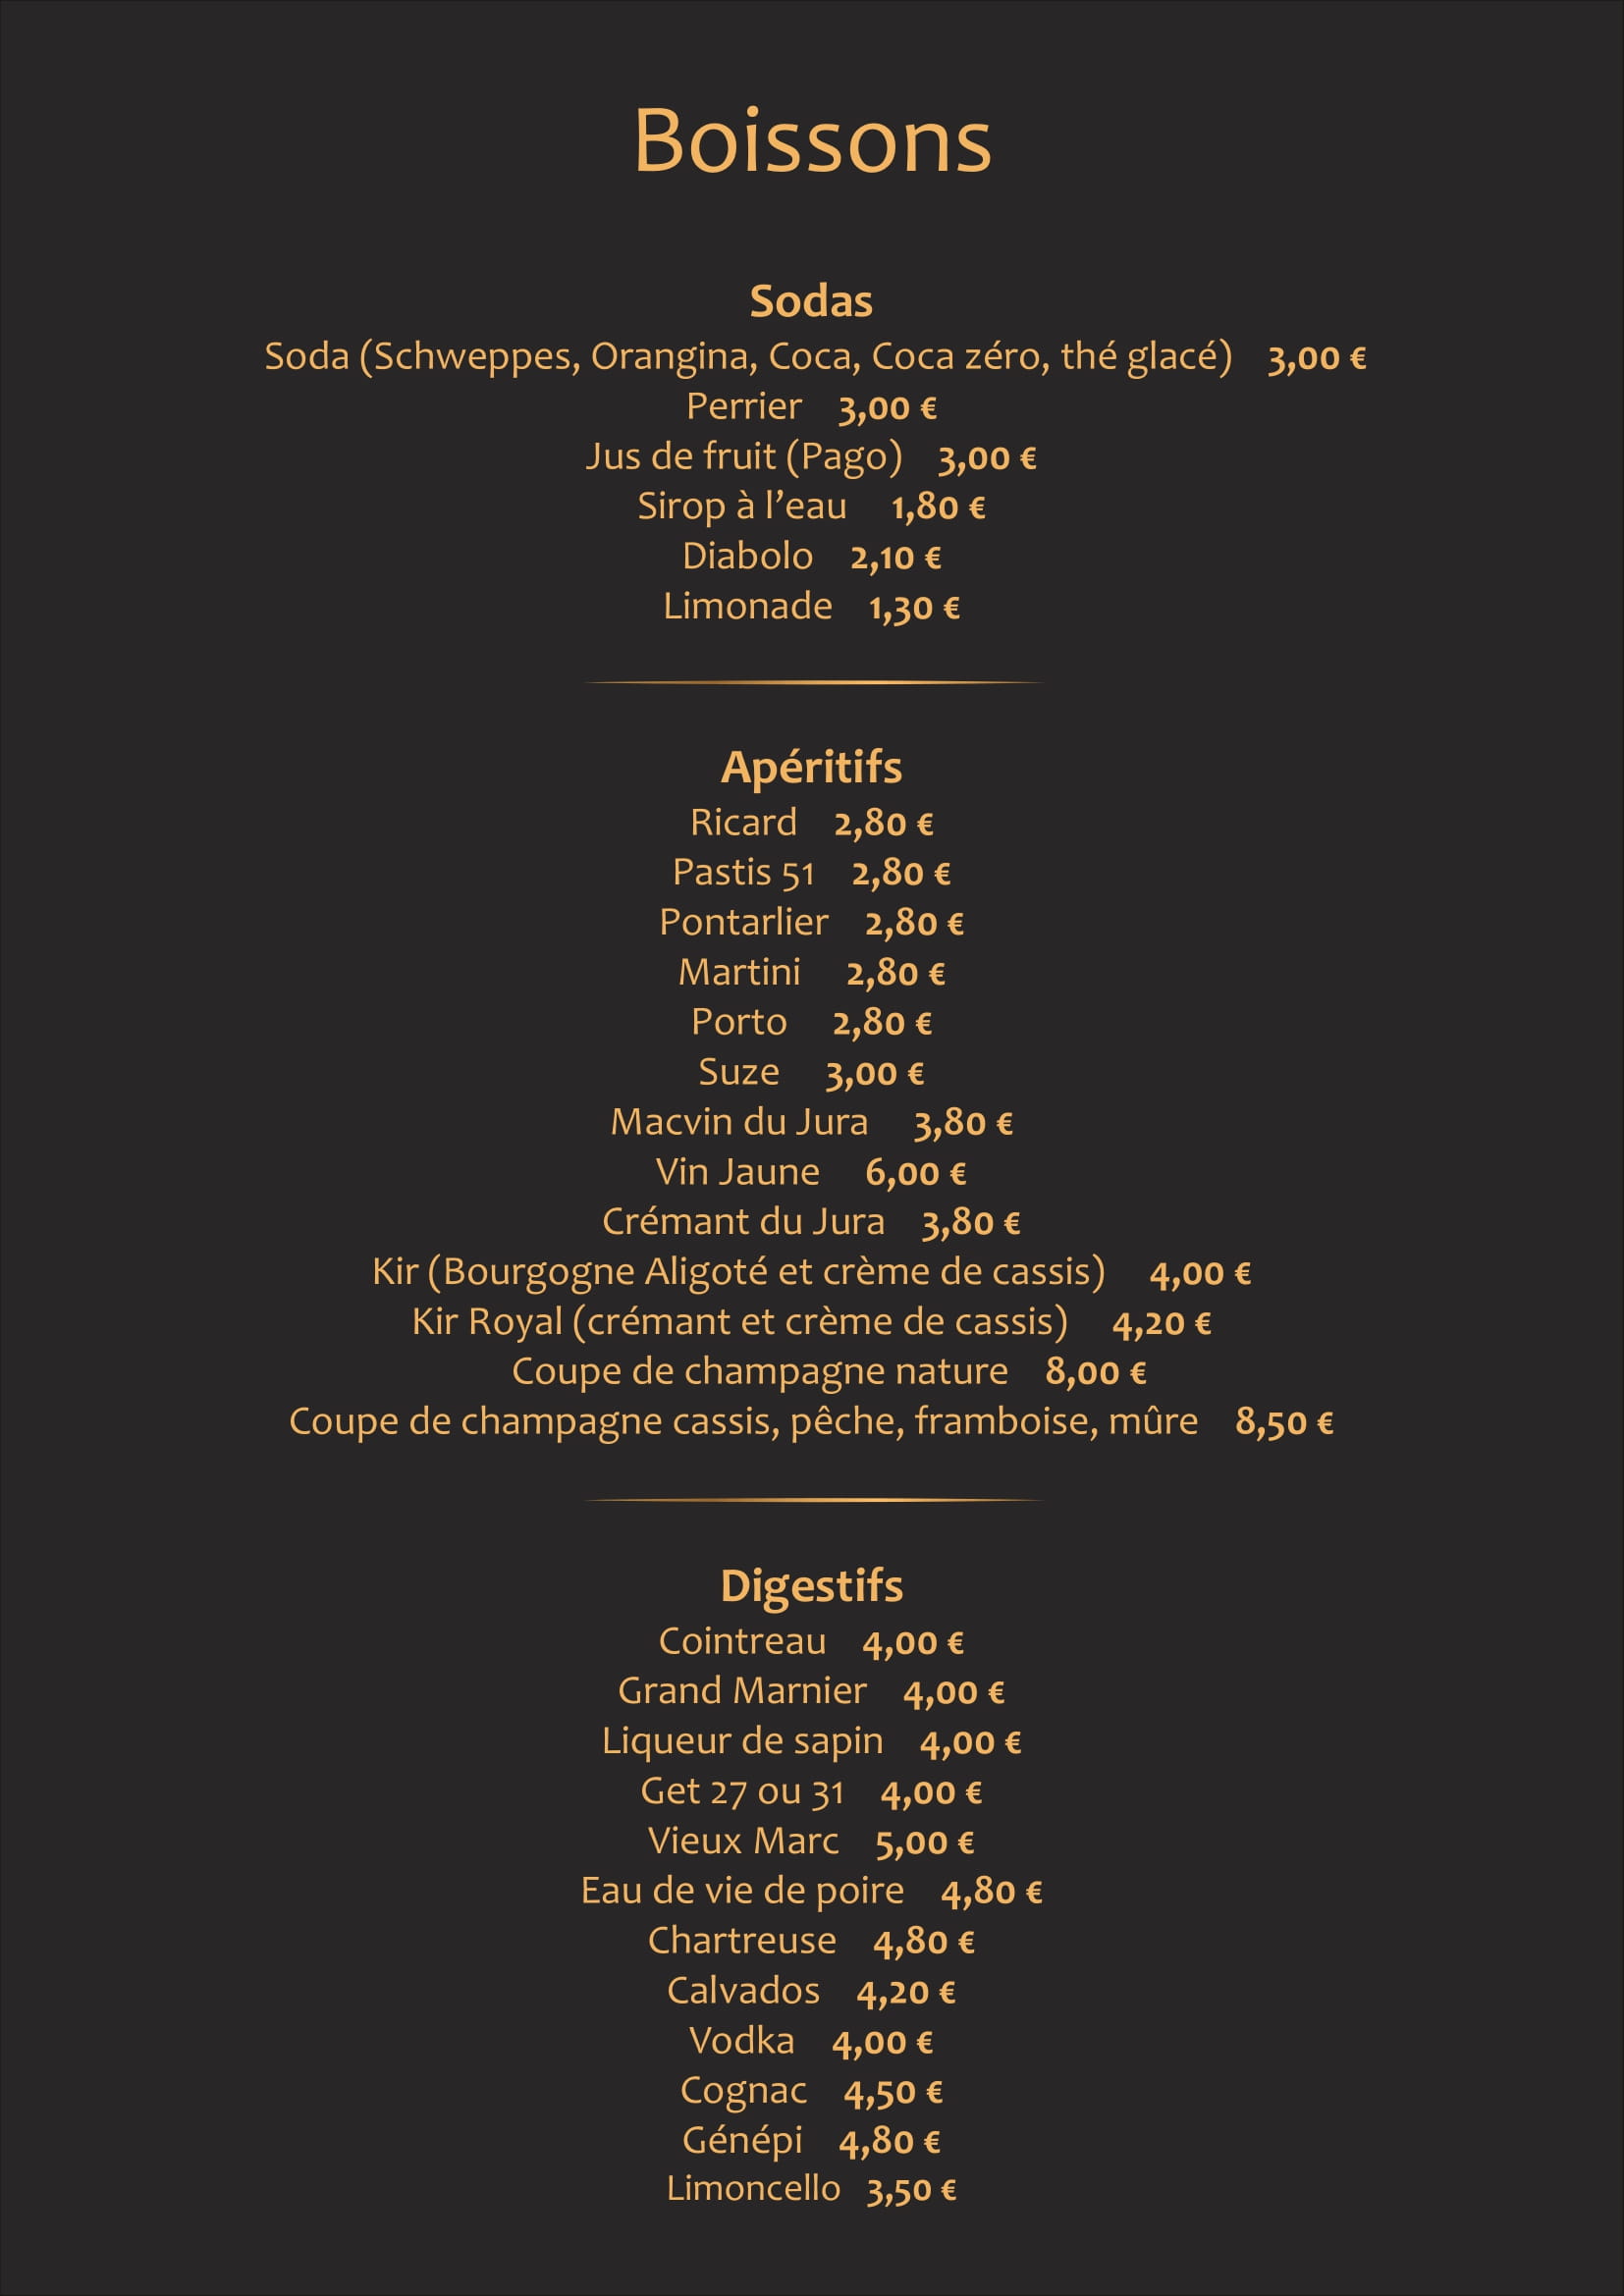 Boissons
Sodas
Soda (Schweppes, Orangina, Coca, Coca zéro, thé glacé) 3,00 €
Perrier 3,00 €
Jus de fruit (Pago) 3,00 €
Sirop à l’eau 1,80 €
Diabolo 2,10 €
Limonade 1,30 €
Apéritifs
Ricard 2,80 €
Pastis 51 2,80 €
Pontarlier 2,80 €
Martini 2,80 €
Porto 2,80 €
Suze 3,00 €
Macvin du Jura 3,80 €
Vin Jaune 6,00 €
Crémant du Jura 3,80 €
Kir (Bourgogne Aligoté et crème de cassis) 4,00 €
Kir Royal (crémant et crème de cassis) 4,20 €
Coupe de champagne nature 8,00 €
Coupe de champagne cassis, pêche, framboise, mûre 8,50 €
Digestifs
Cointreau 4,00 €
Grand Marnier 4,00 €
Liqueur de sapin 4,00 €
Get 27 ou 31 4,00 €
Vieux Marc 5,00 €
Eau de vie de poire 4,80 €
Chartreuse 4,80 €
Calvados 4,20 €
Vodka 4,00 €
Cognac 4,50 €
Génépi 4,80 €
Limoncello 3,50 €